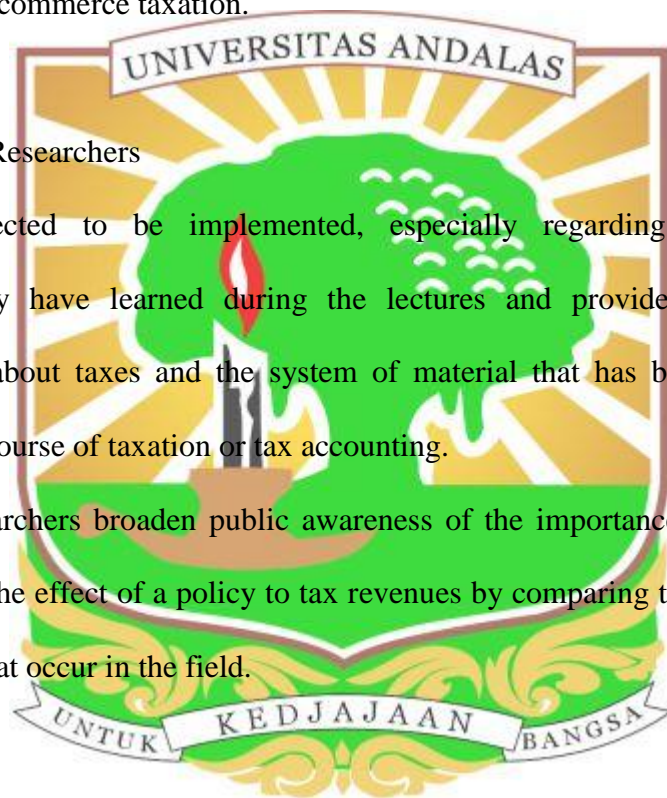 commerce taxation.
UNIVERSITAS ANDALAS
Researchers
ected to be implemented, especially regarding
y have learned during the lectures and provide
about taxes and the system of material that has b
ourse of taxation or tax accounting.
archers broaden public awareness of the importance
he effect of a policy to tax revenues by comparing t
at occur in the field.
UNTUK KEDJAJAAN BANGSA